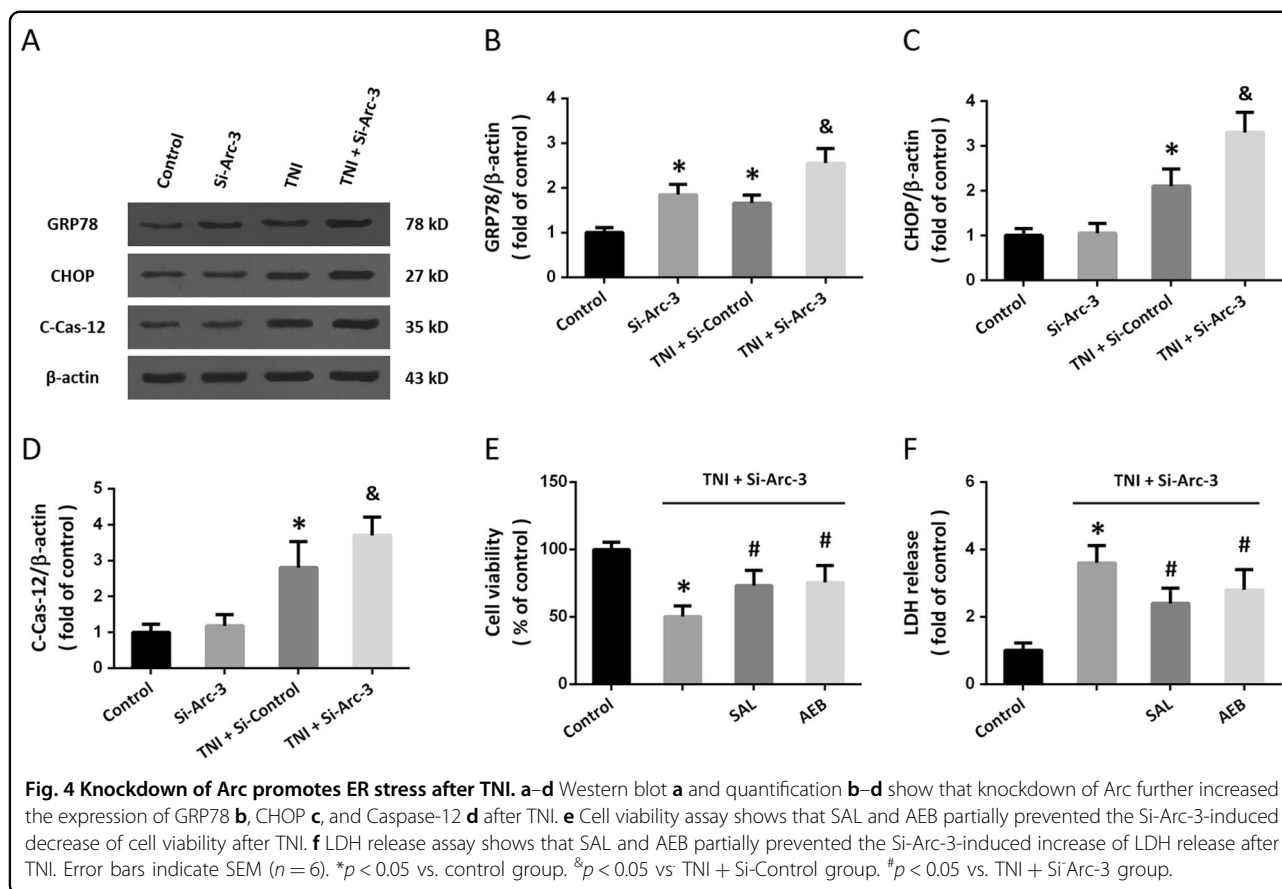 A
Control
Si-Arc-3
TNI
TNI + Si-Arc-3
GRP78
78 kD
CHOP
27 kD
C-Cas-12
35 kD
β-actin
43 kD
B
GRP78/β-actin
( fold of control )
4
3
2
1
0
*
*
&
Control
Si-Arc-3
TNI + Si-Control
TNI + Si-Arc-3
C
CHOP/β-actin
( fold of control )
4
3
2
1
0
*
&
Control
Si-Arc-3
TNI + Si-Control
TNI + Si-Arc-3
D
C-Cas-12/β-actin
( fold of control )
5
4
3
2
1
0
*
&
Control
Si-Arc-3
TNI + Si-Control
TNI + Si-Arc-3
E
Cell viability
( % of control )
150
100
50
0
TNI + Si-Arc-3
*
#
#
Control
SAL
AEB
F
LDH release
(fold of control )
6
4
2
0
TNI + Si-Arc-3
*
#
#
Control
SAL
AEB
Fig. 4 Knockdown of Arc promotes ER stress after TNI. a–d Western blot a and quantification b–d show that knockdown of Arc further increased
the expression of GRP78 b, CHOP c, and Caspase-12 d after TNI. e Cell viability assay shows that SAL and AEB partially prevented the Si-Arc-3-induced
decrease of cell viability after TNI. f LDH release assay shows that SAL and AEB partially prevented the Si-Arc-3-induced increase of LDH release after
TNI. Error bars indicate SEM (n = 6). *p < 0.05 vs. control group. &p < 0.05 vs. TNI + Si-Control group. #p < 0.05 vs. TNI + Si-Arc-3 group.